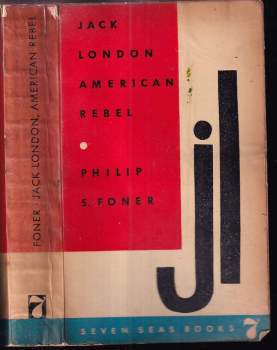 FONER / JACK LONDON, AMERICAN REBEL
7
JACK
LONDON
AMERICAN
REBEL
PHILIP
S. FONER
jl
SEVEN SEAS BOOKS
7